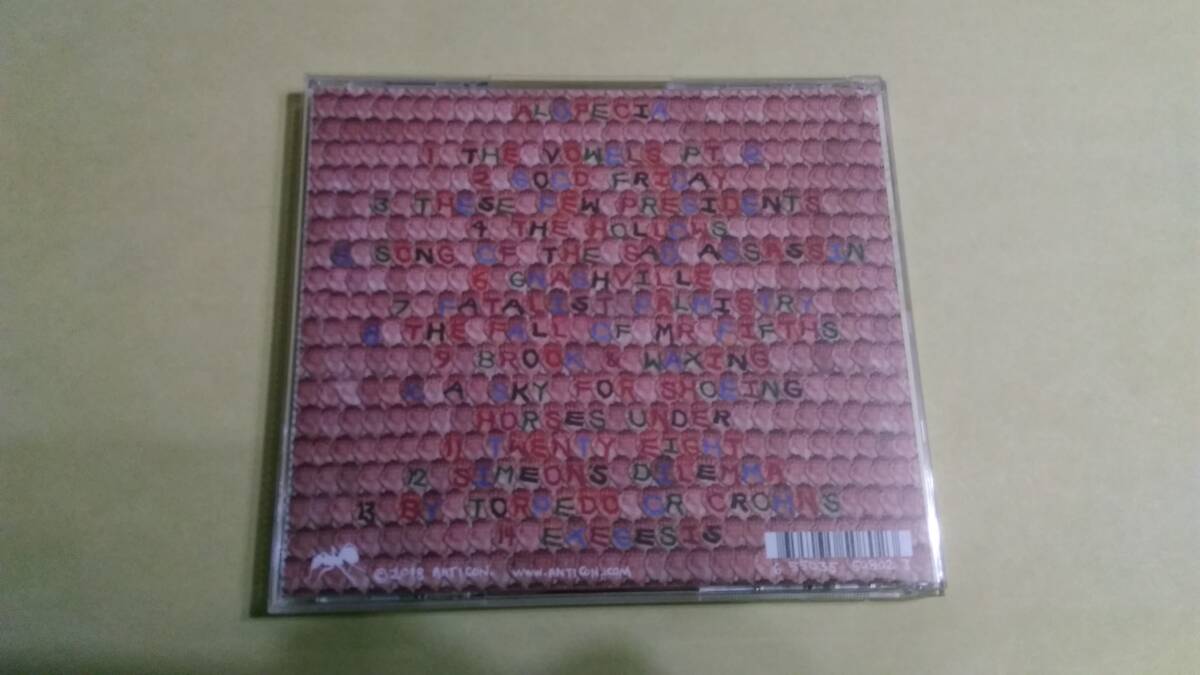 ALOPECIA
1 THE VOWELS PT. 2
2 GOOD FRIDAY
3 THESE FEW PRESIDENTS
4 THE HOLLOWS
5 SONG OF THE SAD ASSASSIN
6 GNASHVILLE
7 FATALIST PALMISTRY
8 THE FALL OF MR FIFTHS
9 BROOK & WAXING
A SKY FOR SHOEING
HORSES UNDER
11 TWENTY EIGHT
12 SIMEONS DILEMMA
13 BY TORPEDO OR CROHNS
14 EXEGESIS
© 2008 ANTICON. WWW.ANTICON.COM